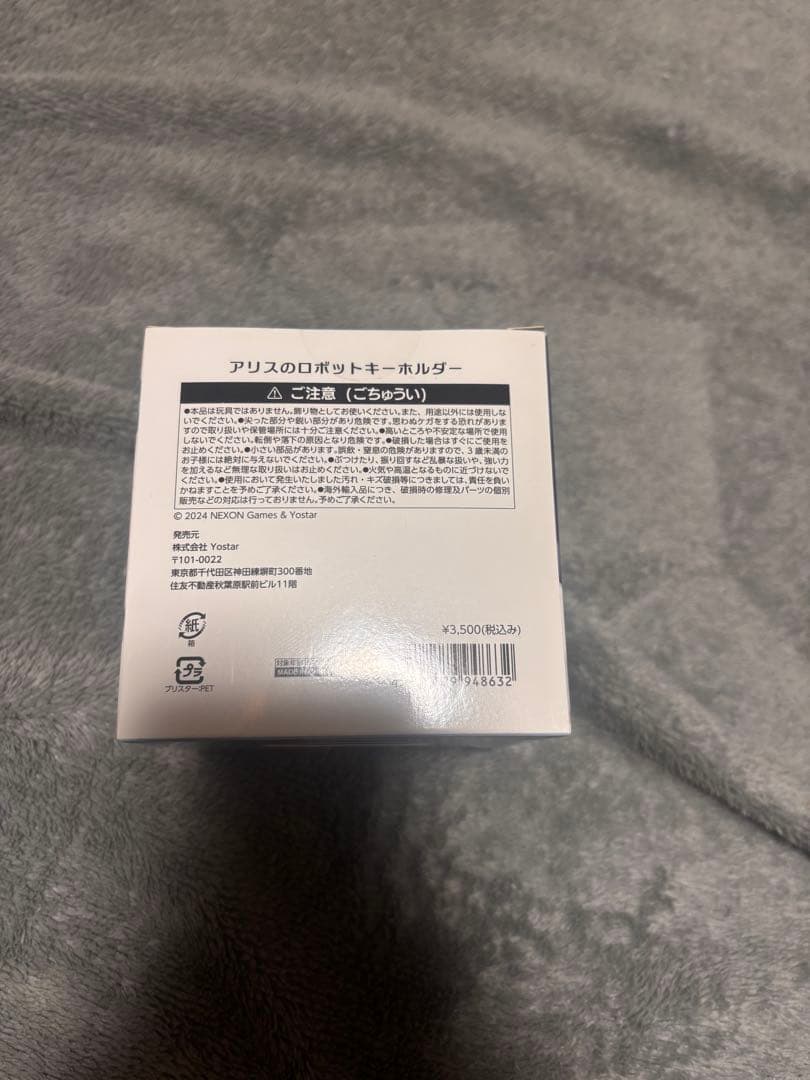 アリスのロボットキーホルダー
⚠ ご注意 (ごちゅうい)
●本品は玩具ではありません。飾り物としてお使いください。また、用途以外には使用しな
いでください。●尖った部分や鋭い部分があり危険です。思わぬケガをする恐れがありま
すので取り扱いや保管場所には十分ご注意ください。●高いところや不安定な場所で使用
しないでください。転倒や落下の原因となり危険です。●破損した場合はすぐにご使用を
お止めください。●小さい部品があります。誤飲・窒息の危険がありますので、3歳未満の
お子様には絶対に与えないでください。●ぶつけたり、振り回すなど乱暴な扱いや、強い力
を加えるなど無理な取り扱いはお止めください。●火気や高温となるものに近づけないで
ください。●使用において発生いたしました汚れ・キズ破損等につきましては、責任を負い
かねますことを予めご了承ください。●海外輸入品につき、破損時の修理及パーツの個別
販売などの対応は行っておりません。予めご了承ください。
© 2024 NEXON Games & Yostar
発売元
株式会社 Yostar
〒101-0022
東京都千代田区神田練塀町300番地
住友不動産秋葉原駅前ビル11階
紙
箱
¥3,500(税込み)
プラ
ブリスター:PET
対象年齢
MADE
948632